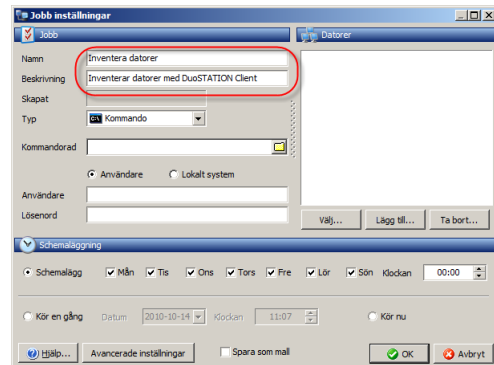 Jobb inställningar
Jobb
Datorer
Namn Inventera datorer
Beskrivning Inventerar datorer med DuoSTATION Client
Skapat
Typ Kommando
Kommandorad
Användare Lokalt system
Användare
Lösenord
Välj... Lägg till... Ta bort...
Schemaläggning
Schemalägg Mån Tis Ons Tors Fre Lör Sön Klockan 00:00
Kör en gång Datum 2010-10-14 Klockan 11:07 Kör nu
Hjälp... Avancerade inställningar Spara som mall OK Avbryt